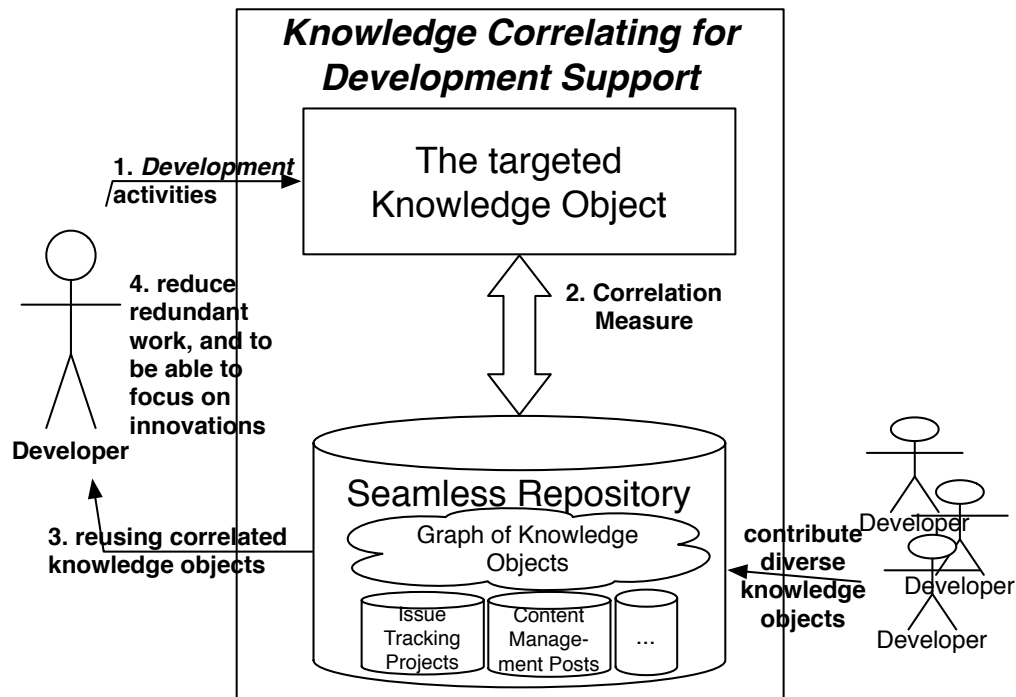 Knowledge Correlating for
Development Support
The targeted
Knowledge Object
1. Development
activities
4. reduce
redundant
work, and to
be able to
focus on
innovations
2. Correlation
Measure
Developer
Seamless Repository
Graph of Knowledge
Objects
3. reusing correlated
knowledge objects
Issue
Tracking
Projects
Content
Manage-
ment Posts
...
contribute
diverse
knowledge
objects
Developer
Developer
Developer